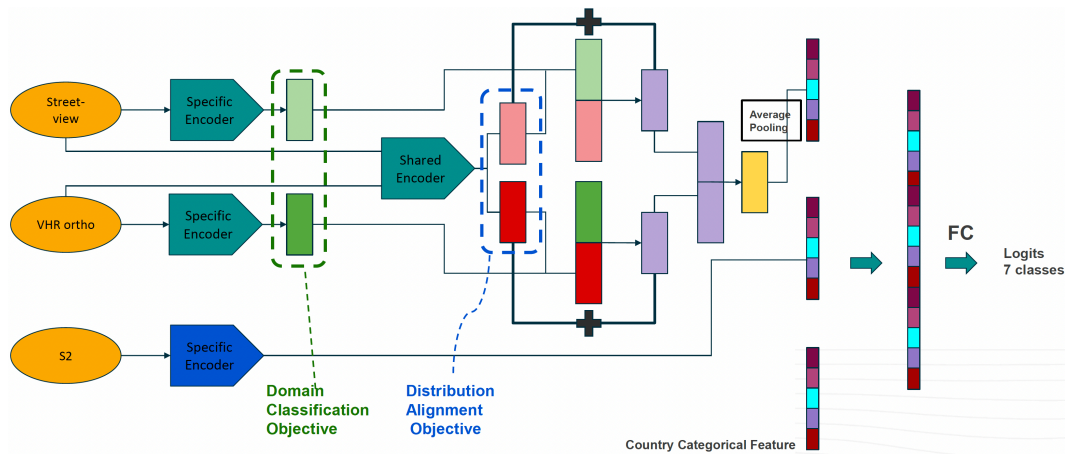 Street-
view
Specific
Encoder
Shared
Encoder
Average
Pooling
VHR ortho
Specific
Encoder
FC
Logits
7 classes
S2
Specific
Encoder
Domain
Classification
Objective
Distribution
Alignment
Objective
Country Categorical Feature